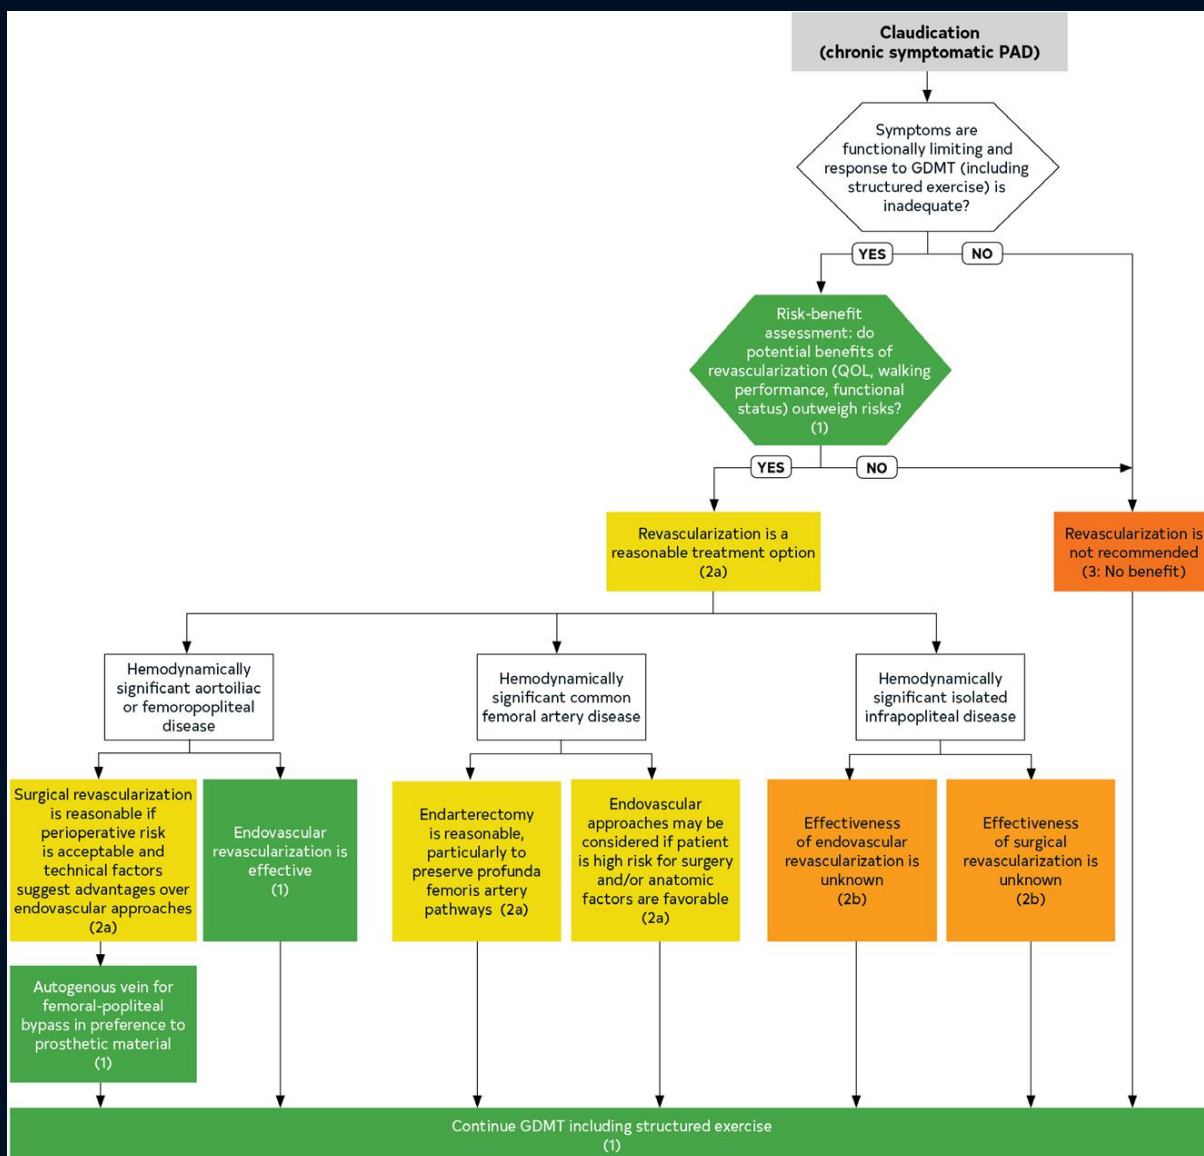 Claudication
(chronic symptomatic PAD)
Symptoms are
functionally limiting and
response to GDMT (including
structured exercise) is
inadequate?
YES
NO
Risk-benefit
assessment: do
potential benefits of
revascularization (QOL, walking
performance, functional
status) outweigh risks?
(1)
YES
NO
Revascularization is a
reasonable treatment option
(2a)
Revascularization is
not recommended
(3: No benefit)
Hemodynamically
significant aortoiliac
or femoropopliteal
disease
Hemodynamically
significant common
femoral artery disease
Hemodynamically
significant isolated
infrapopliteal disease
Surgical revascularization
is reasonable if
perioperative risk
is acceptable and
technical factors
suggest advantages over
endovascular approaches
(2a)
Endovascular
revascularization is
effective
(1)
Endarterectomy
is reasonable,
particularly to
preserve profunda
femoris artery
pathways (2a)
Endovascular
approaches may be
considered if patient
is high risk for surgery
and/or anatomic
factors are favorable
(2a)
Effectiveness
of endovascular
revascularization is
unknown
(2b)
Effectiveness
of surgical
revascularization is
unknown
(2b)
Autogenous vein for
femoral-popliteal
bypass in preference to
prosthetic material
(1)
Continue GDMT including structured exercise
(1)